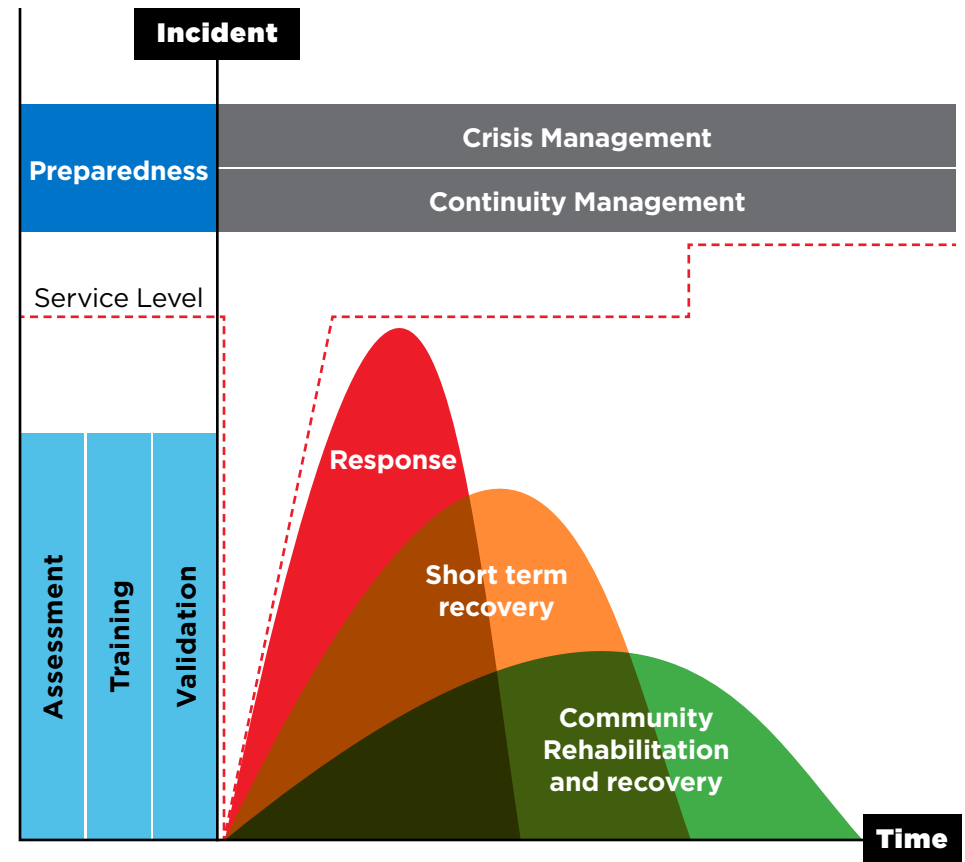 Incident
Preparedness
Crisis Management
Continuity Management
Service Level
Response
Short term
recovery
Assessment
Training
Validation
Community
Rehabilitation
and recovery
Time